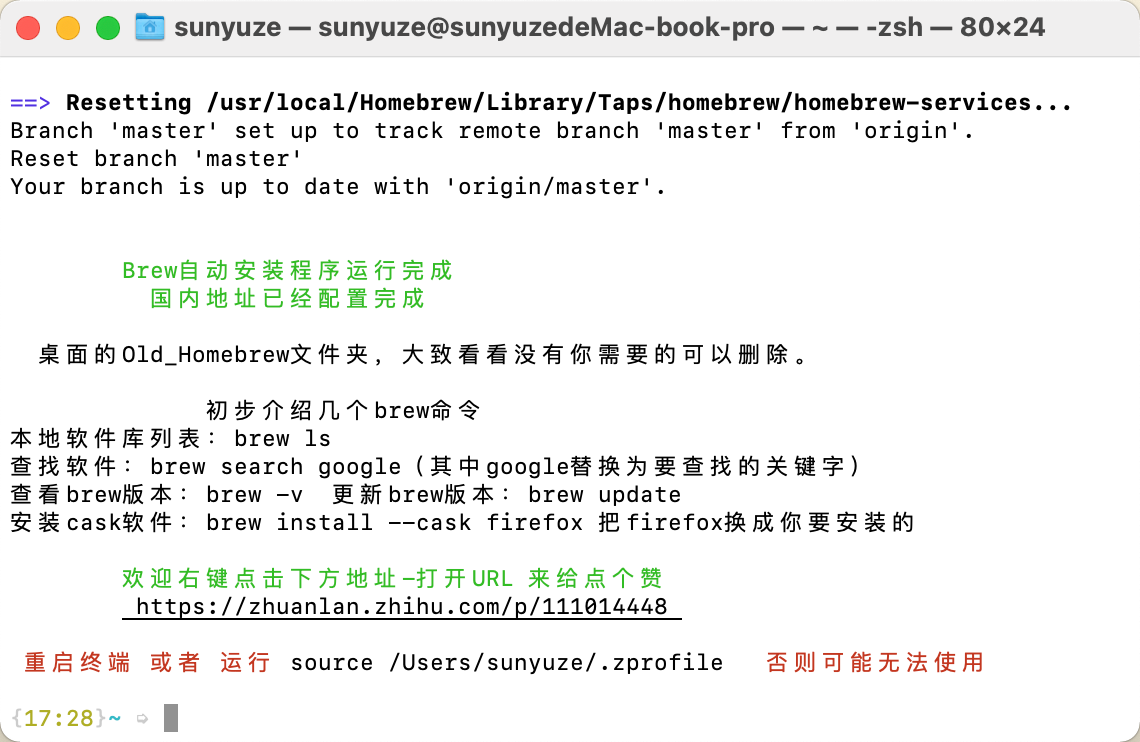 sunyuze — sunyuze@sunyuzedeMac-book-pro — ~ — -zsh — 80×24
==> Resetting /usr/local/Homebrew/Library/Taps/homebrew/homebrew-services...
Branch 'master' set up to track remote branch 'master' from 'origin'.
Reset branch 'master'
Your branch is up to date with 'origin/master'.
Brew自动安装程序运行完成
国内地址已经配置完成
桌面的Old_Homebrew文件夹，大致看看没有你需要的可以删除。
初步介绍几个brew命令
本地软件库列表：brew ls
查找软件：brew search google（其中google替换为要查找的关键字）
查看brew版本：brew -v  更新brew版本：brew update
安装cask软件：brew install --cask firefox 把firefox换成你要安装的
欢迎右键点击下方地址-打开URL 来给点个赞
https://zhuanlan.zhihu.com/p/111014448
重启终端 或者 运行 source /Users/sunyuze/.zprofile   否则可能无法使用
{17:28}~ ➭